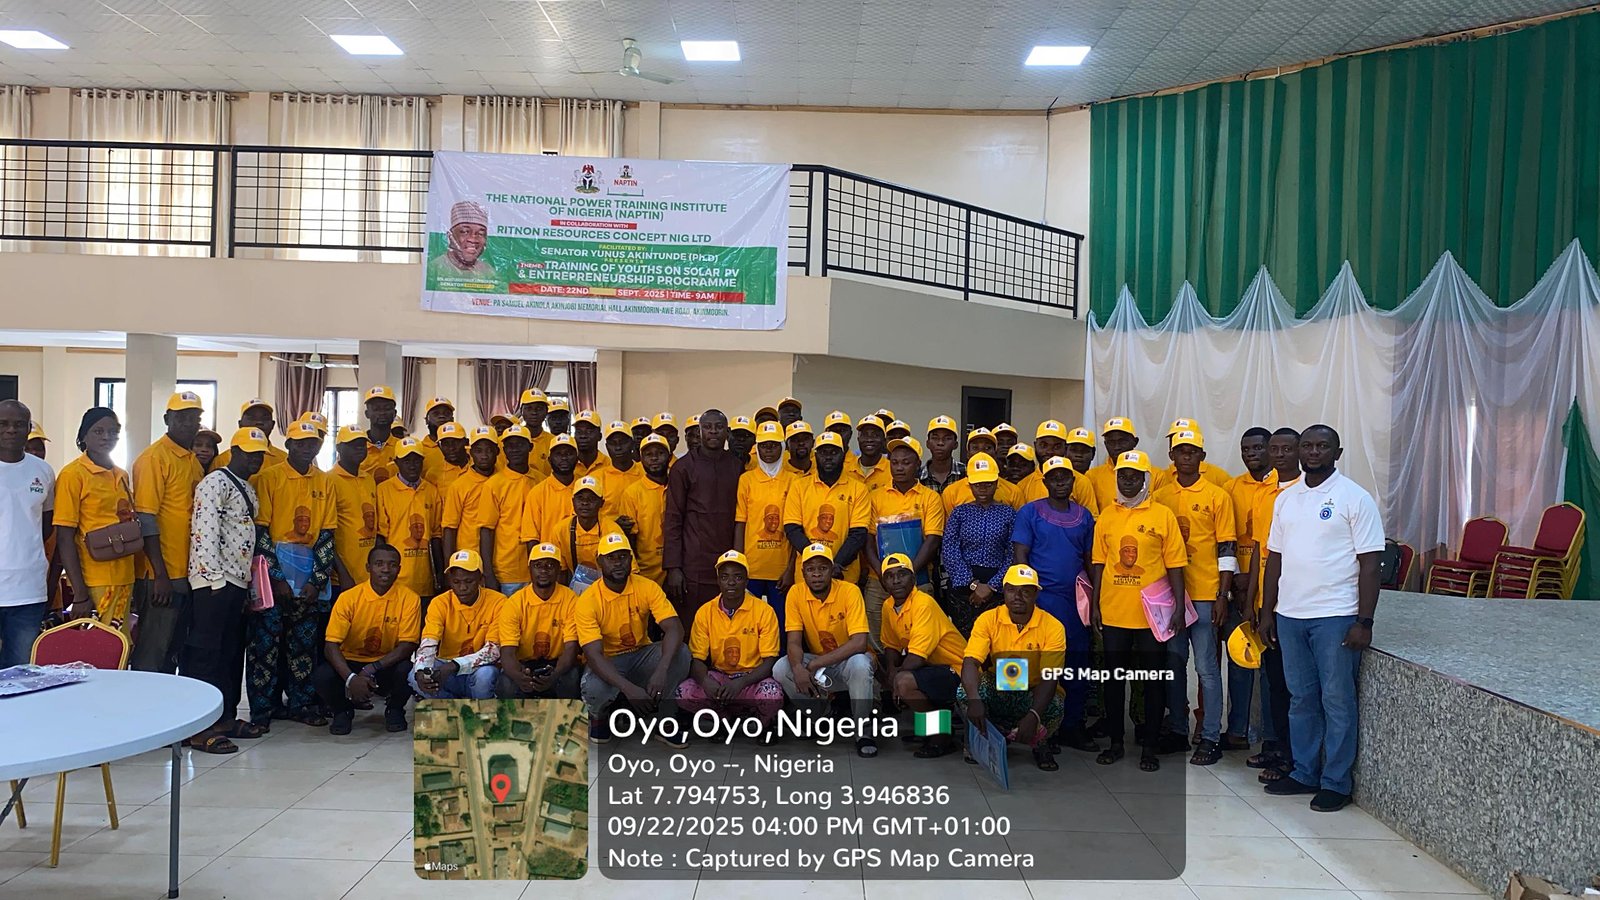 NAPTIN
THE NATIONAL POWER TRAINING INSTITUTE
OF NIGERIA (NAPTIN)
IN COLLABORATION WITH
RITNON RESOURCES CONCEPT NIG LTD
FACILITATED BY:
SENATOR YUNUS AKINTUNDE (Ph.D)
PRESENTS
THEME: TRAINING OF YOUTHS ON SOLAR PV
& ENTREPRENEURSHIP PROGRAMME
DATE: 22ND SEPT. 2025 | TIME- 9AM
VENUE: PA SAMUEL AKINOLA AKINJOBI MEMORIAL HALL, AKINMOORIN-AWE ROAD, AKINMOORIN.
GPS Map Camera
Oyo,Oyo,Nigeria
Oyo, Oyo --, Nigeria
Lat 7.794753, Long 3.946836
09/22/2025 04:00 PM GMT+01:00
Note : Captured by GPS Map Camera
Maps